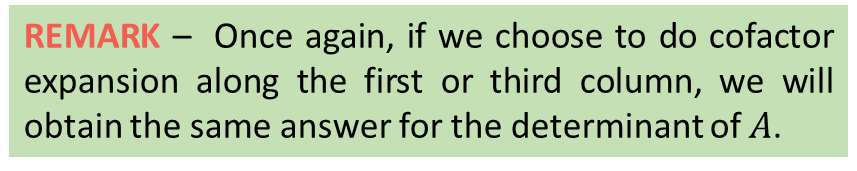 REMARK – Once again, if we choose to do cofactor
expansion along the first or third column, we will
obtain the same answer for the determinant of A.